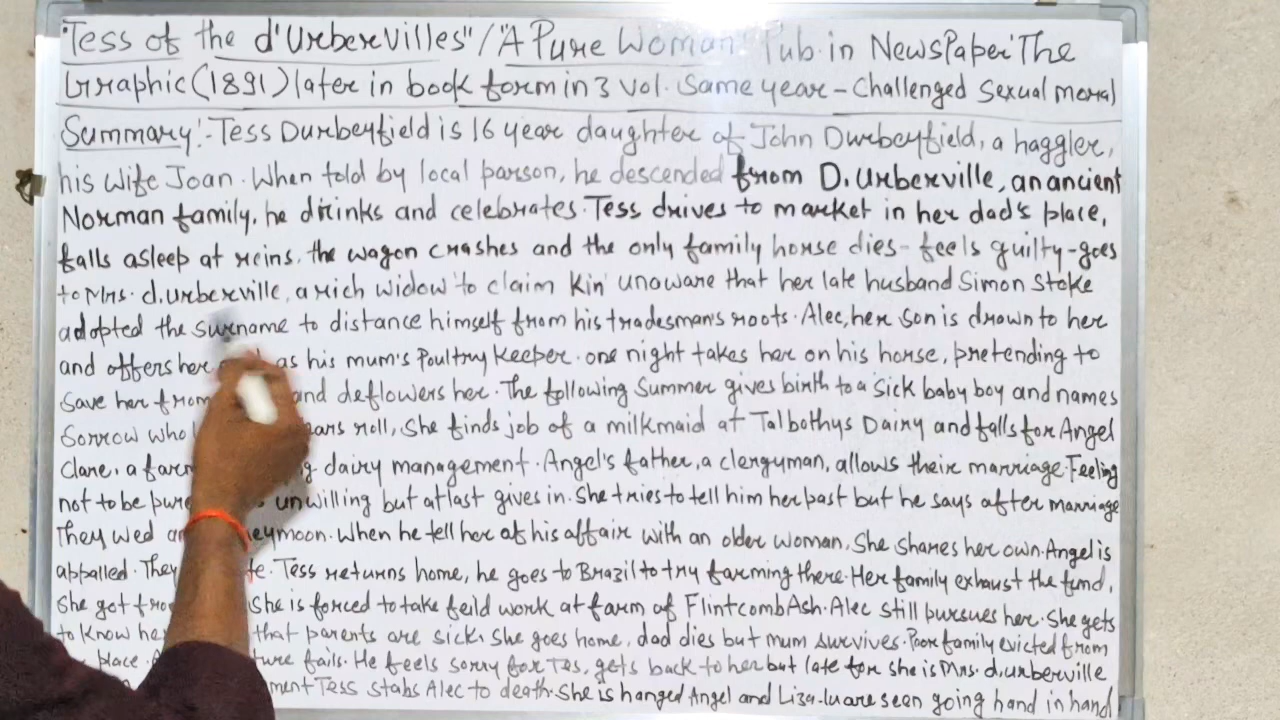 "Tess of the d'Urbervilles"/"A Pure Woman" Pub. in NewsPaper 'The
Graphic (1891) later in book form in 3 vol. Same year - Challenged Sexual moral
Summary:- Tess Durbeyfield is 16 year daughter of John Durbeyfield, a haggler,
his wife Joan. When told by local parson, he descended from D.Urberville, an ancient
Norman family, he drinks and celebrates. Tess drives to market in her dad's place,
falls asleep at reins, the wagon crashes and the only family horse dies - feels guilty - goes
to Mrs. d.urberville, a rich widow 'to claim kin' unaware that her late husband Simon Stoke
adopted the surname to distance himself from his tradesman's roots. Alec, her son is drawn to her
and offers her as his mum's Poultry Keeper. one night takes her on his horse, pretending to
save her from and deflowers her. The following Summer gives birth to a sick baby boy and names
Sorrow who roll, She finds job of a milkmaid at Talbothys Dairy and falls for Angel
Clare, a dairy management. Angel's father, a clergyman, allows their marriage. Feeling
not to be pure unwilling but at last gives in. She tries to tell him her past but he says after marriage
They wed When he tell her of his affair with an older woman, She shares her own. Angel is
appalled. They Tess returns home, he goes to Brazil to try farming there. Her family exhaust the fund,
She got She is forced to take feild work at farm of FlintcombAsh. Alec still pursues her. She gets
to know that parents are sick. She goes home, dad dies but mum survives. Poor family evicted from
place. fails. He feels sorry for Tes, gets back to her but late for she is Mrs. d.urberville
Tess stabs Alec to death. She is hanged Angel and Liza-lu are seen going hand in hand